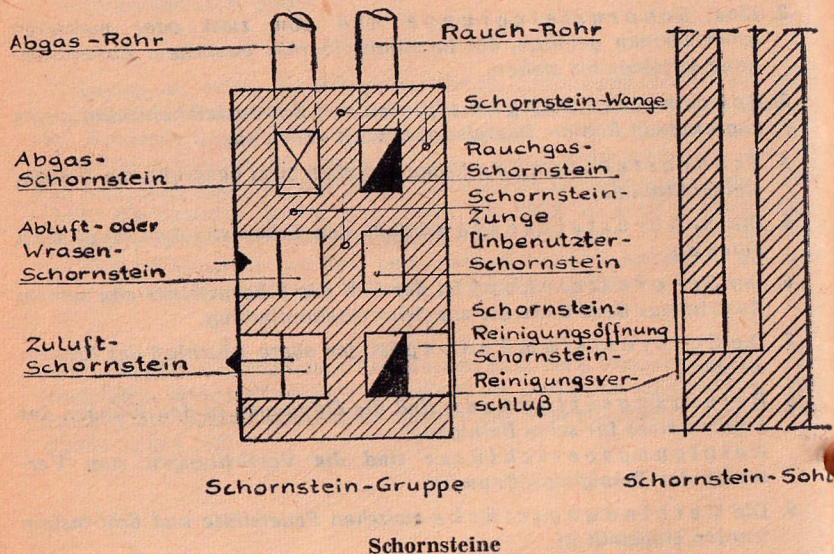 Abgas-Rohr
Rauch-Rohr
Schornstein-Wange
Abgas-
Schornstein
Rauchgas-
Schornstein
Schornstein-
Zunge
Abluft-oder
Wrasen-
Schornstein
Unbenutzter-
Schornstein
Zuluft-
Schornstein
Schornstein-
Reinigungsöffnung
Schornstein-
Reinigungsver-
schluß
Schornstein-Gruppe
Schornstein-Sohl
Schornsteine